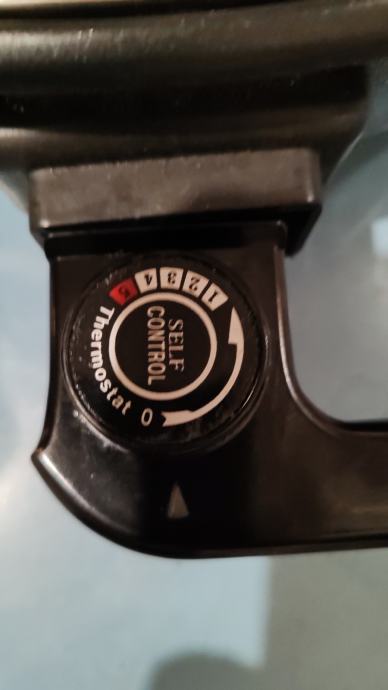 1 2 3 4 5
SELF
CONTROL
Thermostat 0